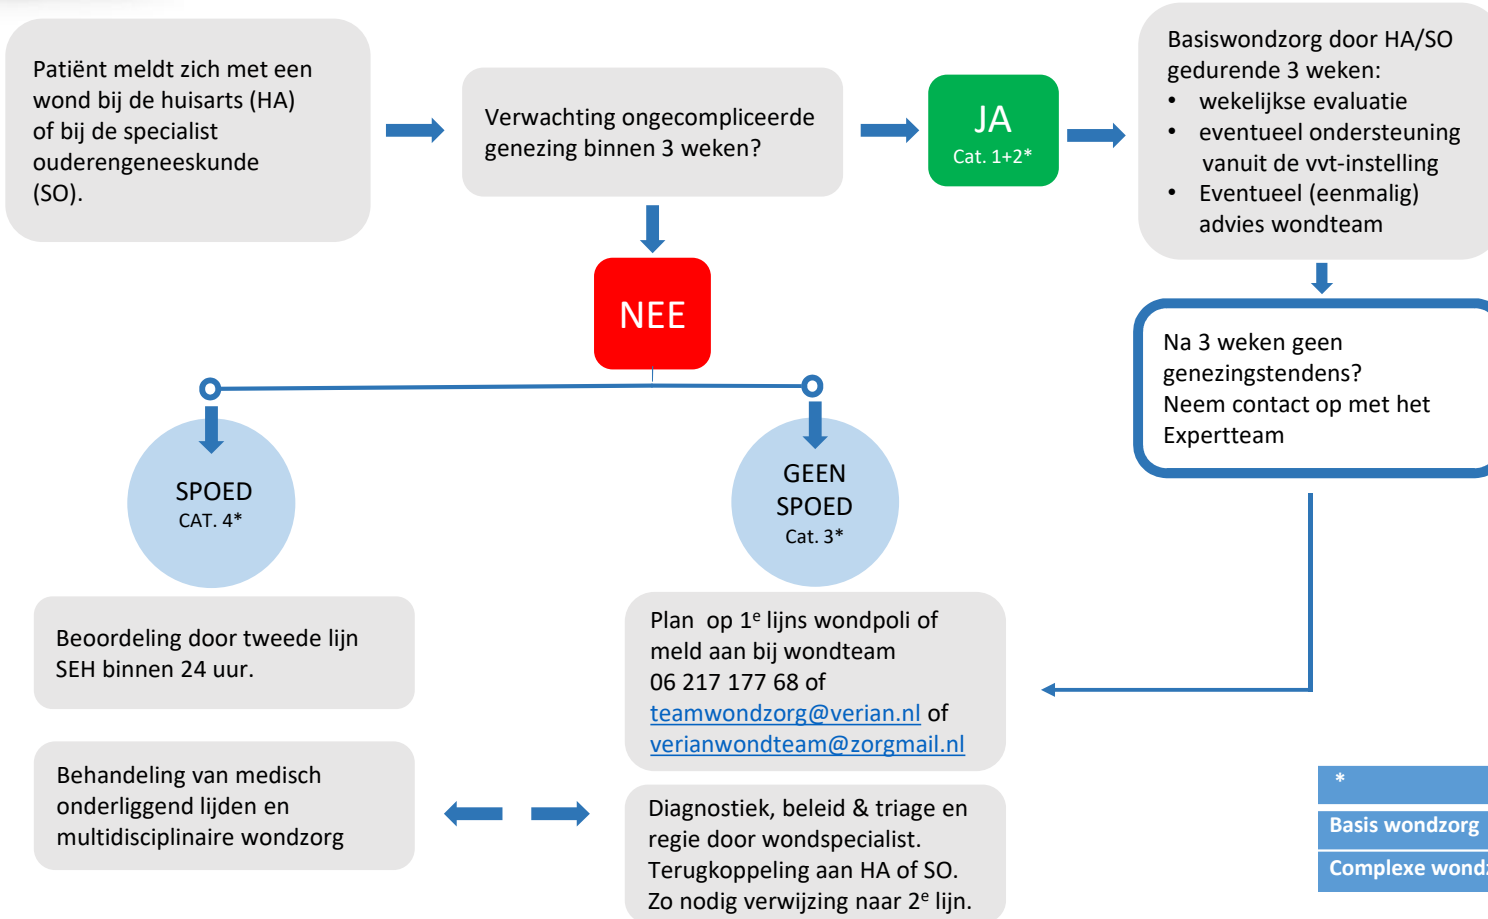 Patiënt meldt zich met een
wond bij de huisarts (HA)
of bij de specialist
ouderengeneeskunde
(SO).
Verwachting ongecompliceerde
genezing binnen 3 weken?
JA
Cat. 1+2*
Basiswondzorg door HA/SO
gedurende 3 weken:
• wekelijkse evaluatie
• eventueel ondersteuning
vanuit de vvt-instelling
• Eventueel (eenmalig)
advies wondteam
NEE
Na 3 weken geen
genezingstendens?
Neem contact op met het
Expertteam
SPOED
CAT. 4*
GEEN
SPOED
Cat. 3*
Beoordeling door tweede lijn
SEH binnen 24 uur.
Plan op 1e lijns wondpoli of
meld aan bij wondteam
06 217 177 68 of
teamwondzorg@verian.nl of
verianwondteam@zorgmail.nl
Behandeling van medisch
onderliggend lijden en
multidisciplinaire wondzorg
Diagnostiek, beleid & triage en
regie door wondspecialist.
Terugkoppeling aan HA of SO.
Zo nodig verwijzing naar 2e lijn.
*
Basis wondzorg
Complexe